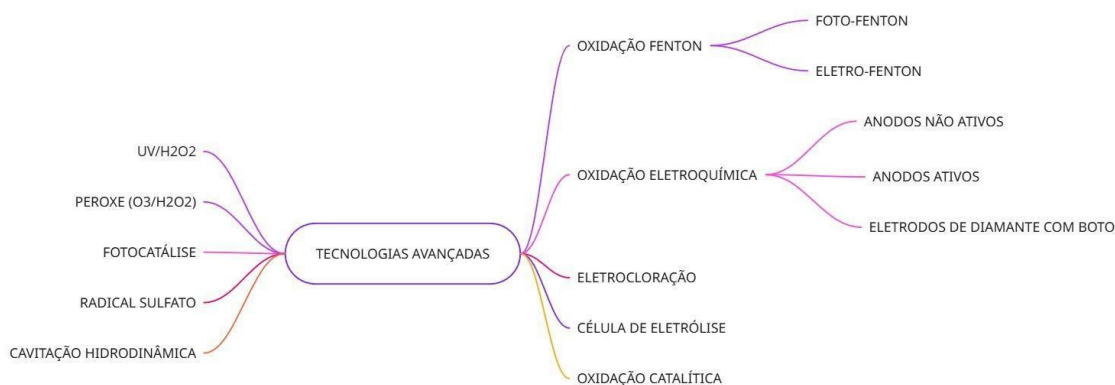 FOTO-FENTON
OXIDAÇÃO FENTON
ELETRO-FENTON
ANODOS NÃO ATIVOS
UV/H2O2
OXIDAÇÃO ELETROQUÍMICA
ANODOS ATIVOS
PEROXE (O3/H2O2)
ELETRODOS DE DIAMANTE COM BOTO
FOTOCATÁLISE
TECNOLOGIAS AVANÇADAS
ELETROCLORAÇÃO
RADICAL SULFATO
CÉLULA DE ELETRÓLISE
CAVITAÇÃO HIDRODINÂMICA
OXIDAÇÃO CATALÍTICA